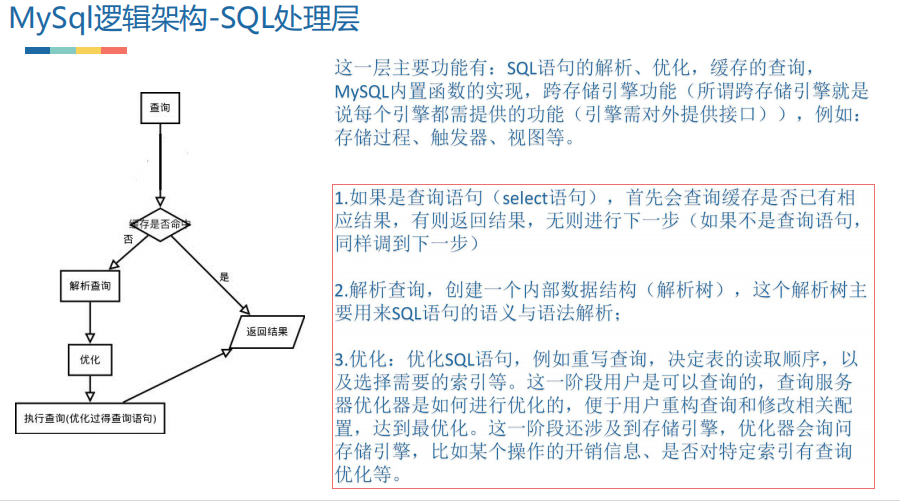 MySql逻辑架构-SQL处理层
查询
缓存是否命中
否
是
解析查询
返回结果
优化
执行查询(优化过得查询语句)
这一层主要功能有：SQL语句的解析、优化，缓存的查询，
MySQL内置函数的实现，跨存储引擎功能（所谓跨存储引擎就是
说每个引擎都需提供的功能（引擎需对外提供接口）），例如：
存储过程、触发器、视图等。
1.如果是查询语句（select语句），首先会查询缓存是否已有相
应结果，有则返回结果，无则进行下一步（如果不是查询语句，
同样调到下一步）
2.解析查询，创建一个内部数据结构（解析树），这个解析树主
要用来SQL语句的语义与语法解析；
3.优化：优化SQL语句，例如重写查询，决定表的读取顺序，以
及选择需要的索引等。这一阶段用户是可以查询的，查询服务
器优化器是如何进行优化的，便于用户重构查询和修改相关配
置，达到最优化。这一阶段还涉及到存储引擎，优化器会询问
存储引擎，比如某个操作的开销信息、是否对特定索引有查询
优化等。